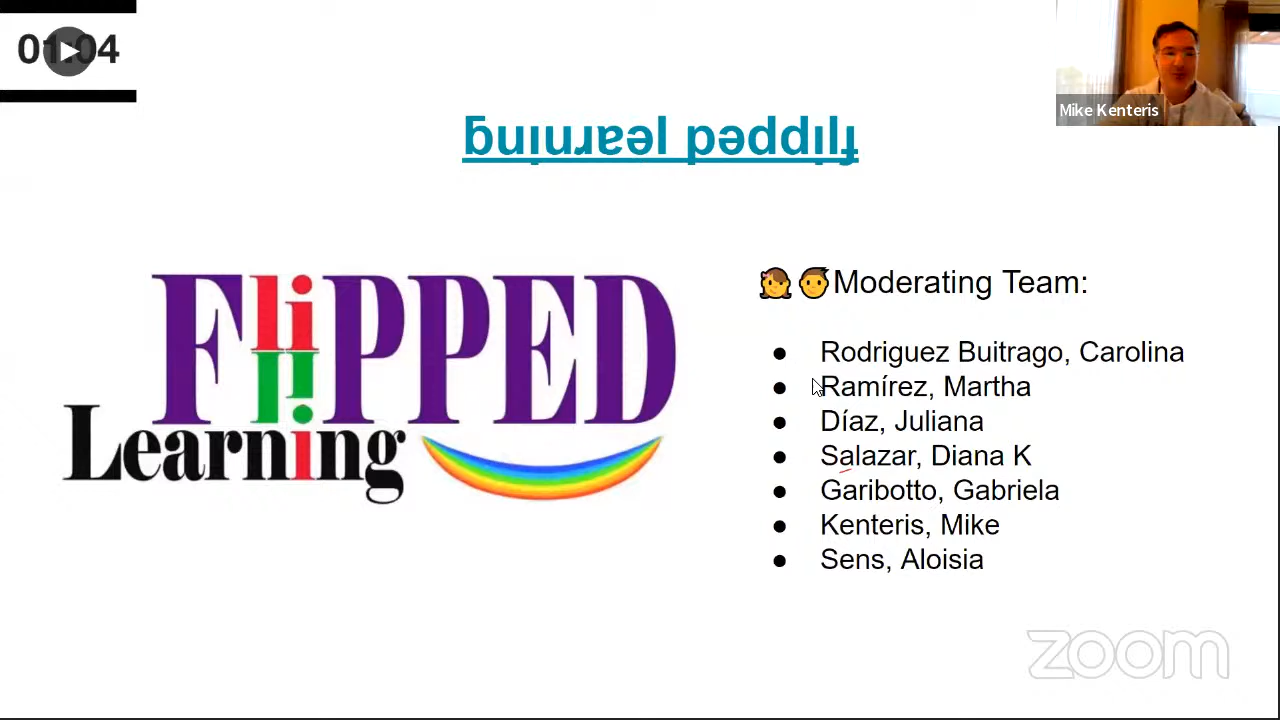 01:04
Mike Kenteris
flipped learning
FliPPED
Learning
Moderating Team:
● Rodriguez Buitrago, Carolina
● Ramírez, Martha
● Díaz, Juliana
● Salazar, Diana K
● Garibotto, Gabriela
● Kenteris, Mike
● Sens, Aloisia
zoom